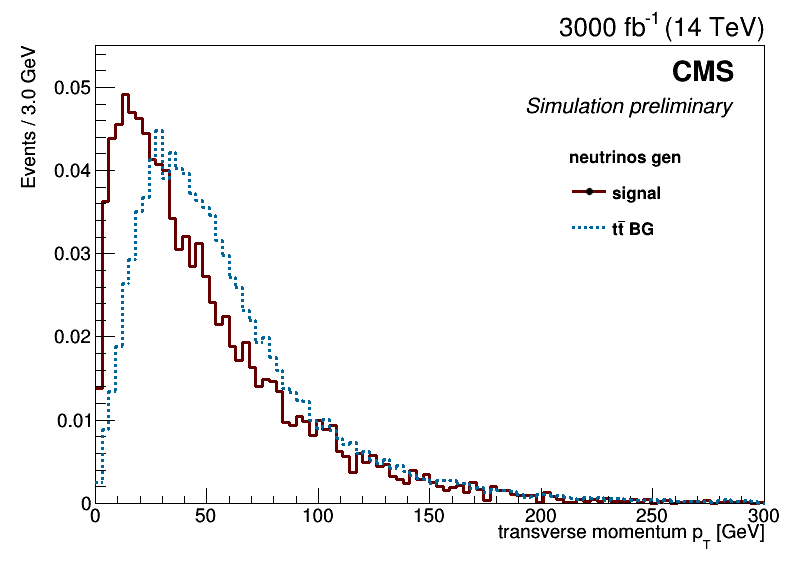 3000 fb-1 (14 TeV)
CMS
Simulation preliminary
neutrinos gen
signal
tt̄ BG
Events / 3.0 GeV
0.05
0.04
0.03
0.02
0.01
0
0 50 100 150 200 250 300
transverse momentum pT [GeV]